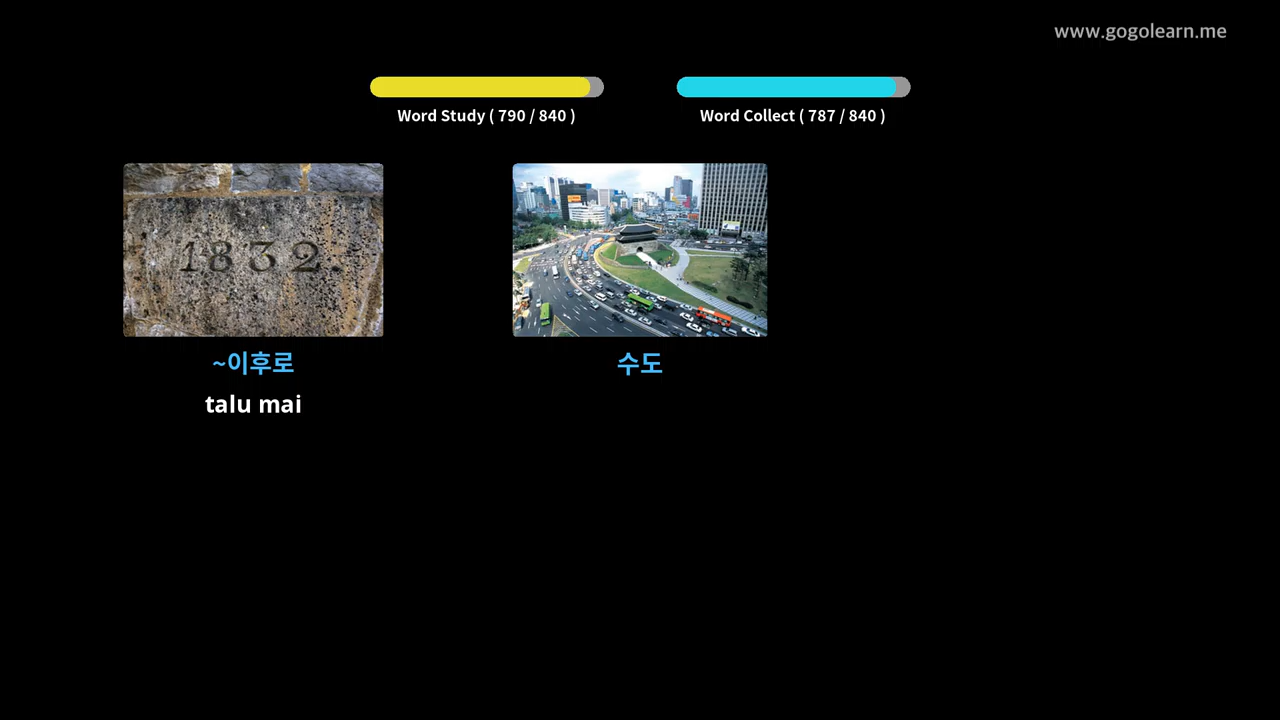 www.gogolearn.me
Word Study ( 790 / 840 )
Word Collect ( 787 / 840 )
1832.
~이후로
수도
talu mai